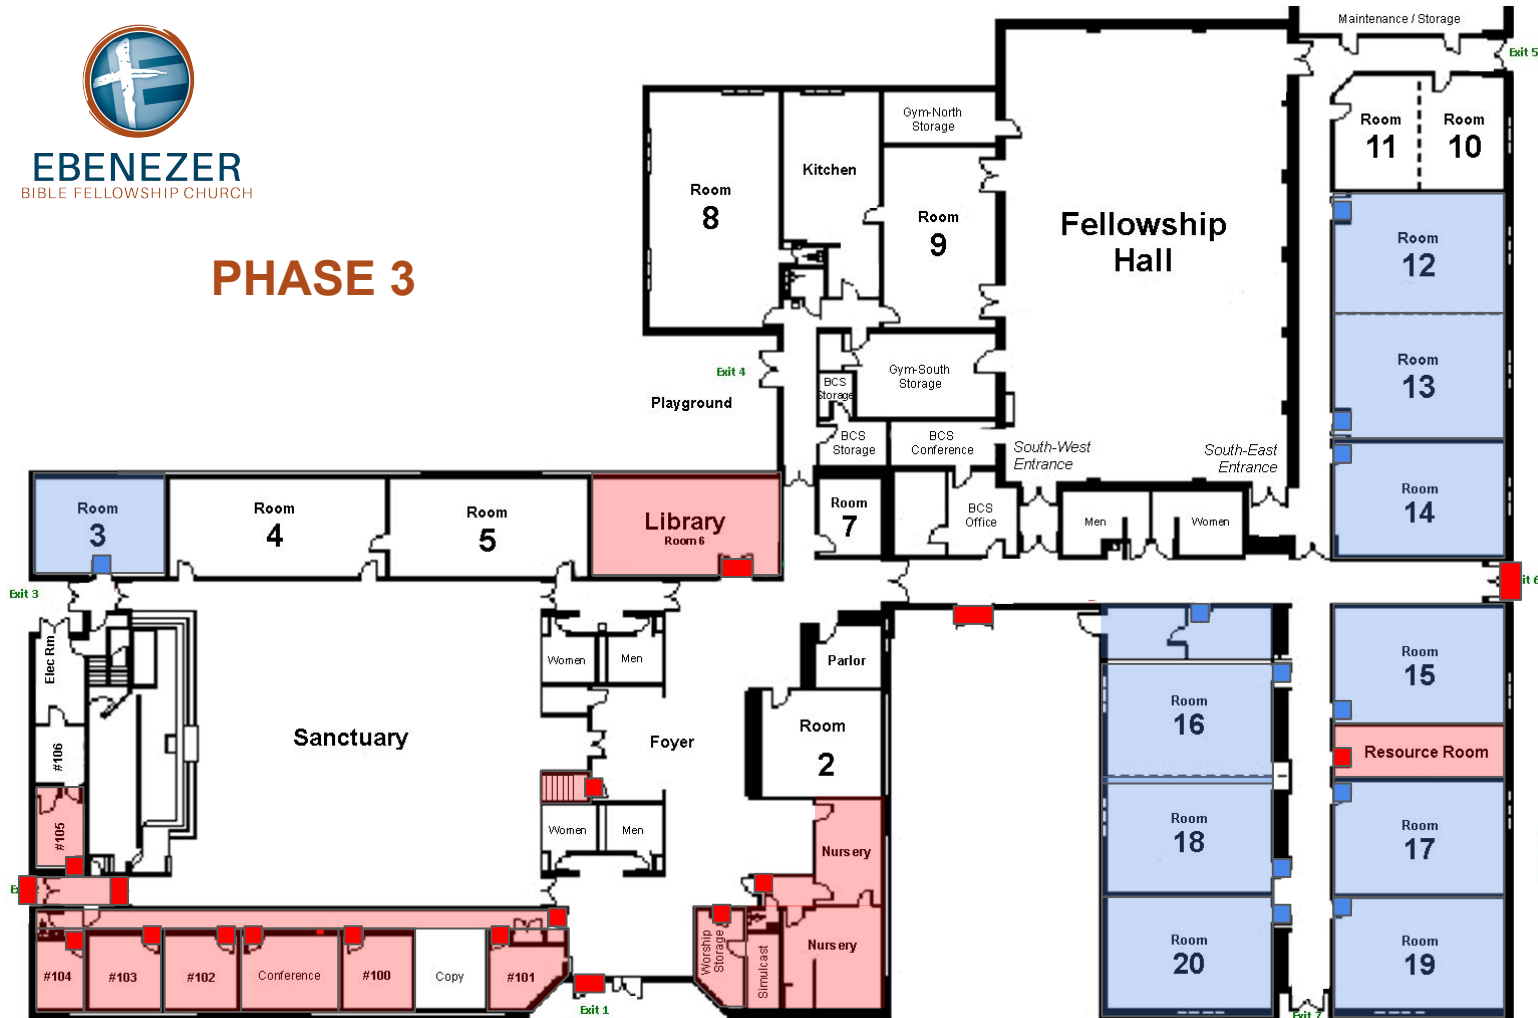 Maintenance / Storage
Exit 5
EBENEZER
BIBLE FELLOWSHIP CHURCH
PHASE 3
Gym-North
Storage
Room
11
Room
10
Kitchen
Room
8
Room
9
Fellowship
Hall
Room
12
Exit 4
Playground
Gym-South
Storage
BCS
Storage
Room
13
BCS
Storage
BCS
Conference
South-West
Entrance
South-East
Entrance
Room
3
Room
4
Room
5
Library
Room 6
Room
7
BCS
Office
Men
Women
Room
14
Exit 3
Elec Rm
Women
Men
Parlor
Room
15
Sanctuary
Foyer
Room
2
Room
16
Resource Room
#106
#105
Women
Men
Nursery
Room
18
Room
17
#104
#103
#102
Conference
#100
Copy
#101
Worship
Storage
Simulcast
Nursery
Room
20
Room
19
Exit 1
Exit 7